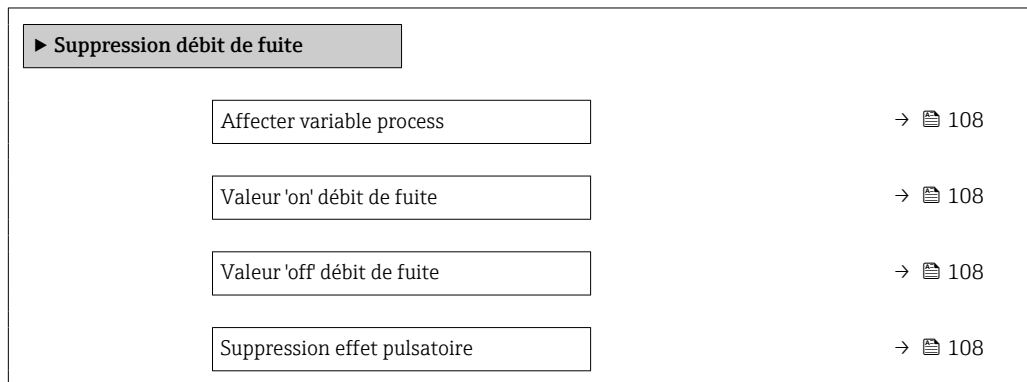 ▶ Suppression débit de fuite
Affecter variable process → 108
Valeur 'on' débit de fuite → 108
Valeur 'off' débit de fuite → 108
Suppression effet pulsatoire → 108